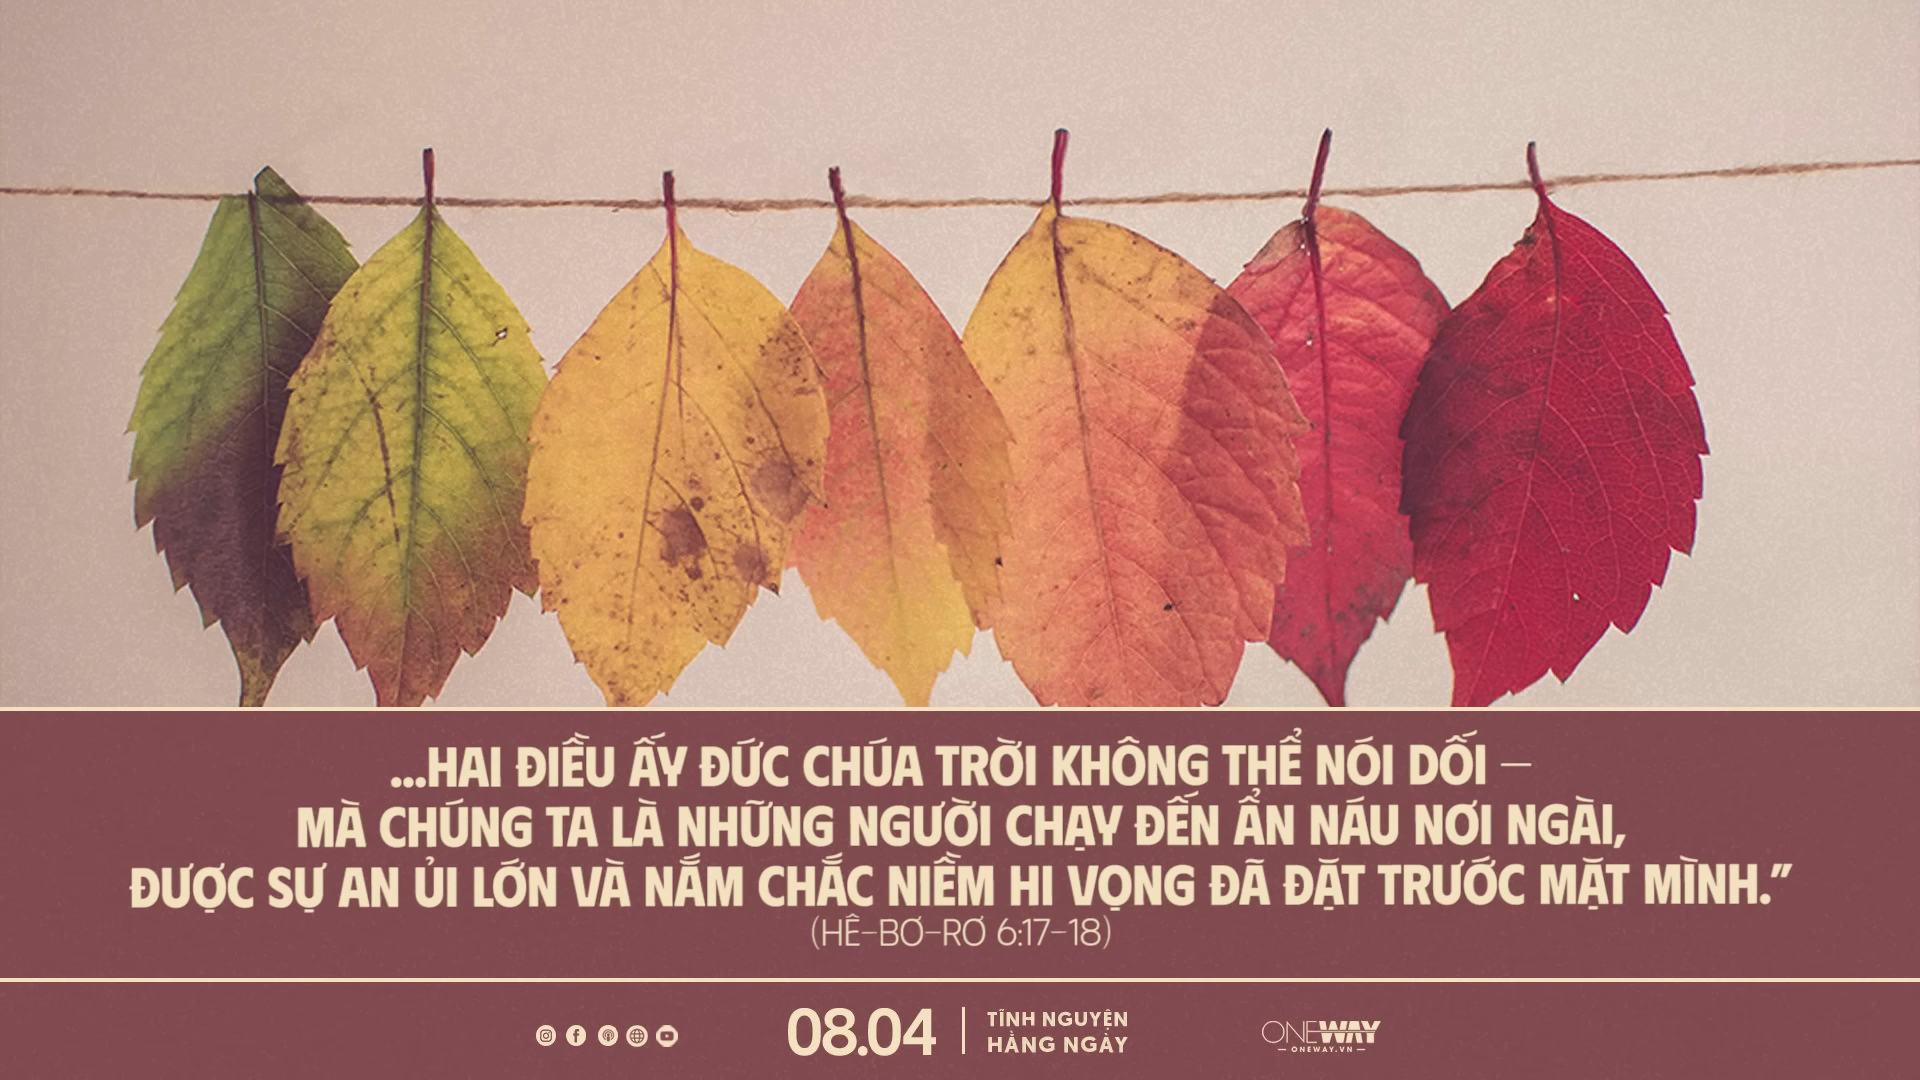 ...HAI ĐIỀU ẤY ĐỨC CHÚA TRỜI KHÔNG THỂ NÓI DỐI –
MÀ CHÚNG TA LÀ NHỮNG NGƯỜI CHẠY ĐẾN ẨN NÁU NƠI NGÀI,
ĐƯỢC SỰ AN ỦI LỚN VÀ NẮM CHẮC NIỀM HI VỌNG ĐÃ ĐẶT TRƯỚC MẶT MÌNH.”
(HÊ-BƠ-RƠ 6:17-18)
08.04
TĨNH NGUYỆN
HẰNG NGÀY
ONEWAY
— ONEWAY.VN —